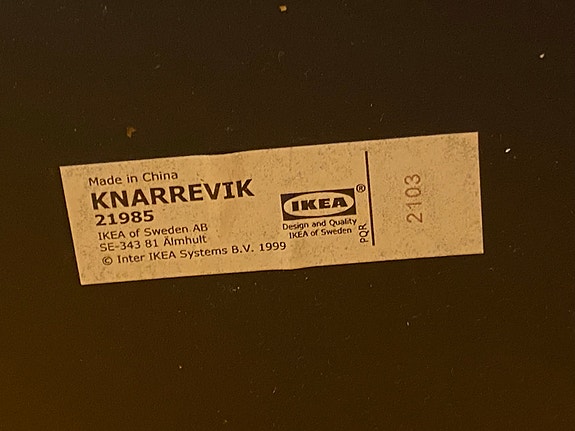 Made in China
KNARREVIK
21985
IKEA of Sweden AB
SE-343 81 Älmhult
© Inter IKEA Systems B.V. 1999
IKEA®
Design and Quality
IKEA of Sweden
PQR
2103